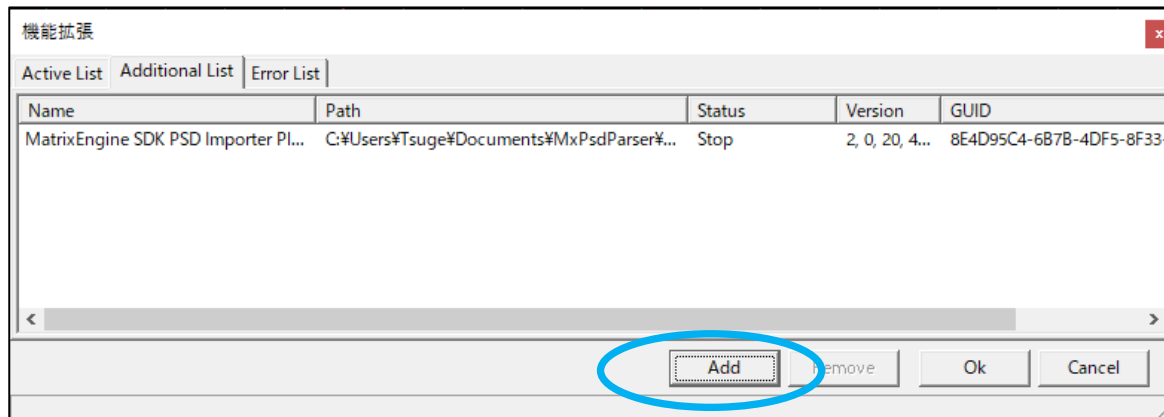 機能拡張
x
Active List Additional List Error List
Name Path Status Version GUID
MatrixEngine SDK PSD Importer Pl... C:¥Users¥Tsuge¥Documents¥MxPsdParser¥... Stop 2, 0, 20, 4... 8E4D95C4-6B7B-4DF5-8F33-
Add Remove Ok Cancel